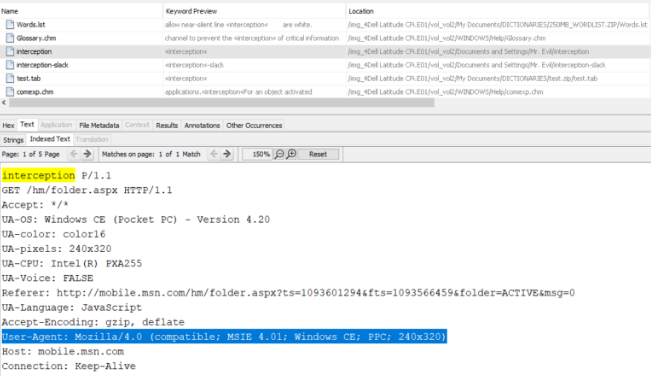 Name Keyword Preview Location
Words.lst allow near-silent line «interception« are white. /img_4Dell Latitude CPi.E01/vol_vol2/My Documents/DICTIONARIES/250MB_WORDLIST.ZIP/Words.lst
Glossary.chm channel to prevent the «interception« of critical information /img_4Dell Latitude CPi.E01/vol_vol2/WINDOWS/Help/Glossary.chm
interception «interception« /img_4Dell Latitude CPi.E01/vol_vol2/Documents and Settings/Mr. Evil/interception
interception-slack «interception«-slack /img_4Dell Latitude CPi.E01/vol_vol2/Documents and Settings/Mr. Evil/interception-slack
test.tab «interception« /img_4Dell Latitude CPi.E01/vol_vol2/My Documents/DICTIONARIES/test.zip/test.tab
comexp.chm applications.«interception«For an object activated /img_4Dell Latitude CPi.E01/vol_vol2/WINDOWS/Help/comexp.chm
Hex Text Application File Metadata Context Results Annotations Other Occurrences
Strings Indexed Text Translation
Page: 1 of 5 Page Matches on page: 1 of 1 Match 150% Reset
interception P/1.1
GET /hm/folder.aspx HTTP/1.1
Accept: */*
UA-OS: Windows CE (Pocket PC) - Version 4.20
UA-color: color16
UA-pixels: 240x320
UA-CPU: Intel(R) PXA255
UA-Voice: FALSE
Referer: http://mobile.msn.com/hm/folder.aspx?ts=1093601294&fts=1093566459&folder=ACTIVE&msg=0
UA-Language: JavaScript
Accept-Encoding: gzip, deflate
User-Agent: Mozilla/4.0 (compatible; MSIE 4.01; Windows CE; PPC; 240x320)
Host: mobile.msn.com
Connection: Keep-Alive